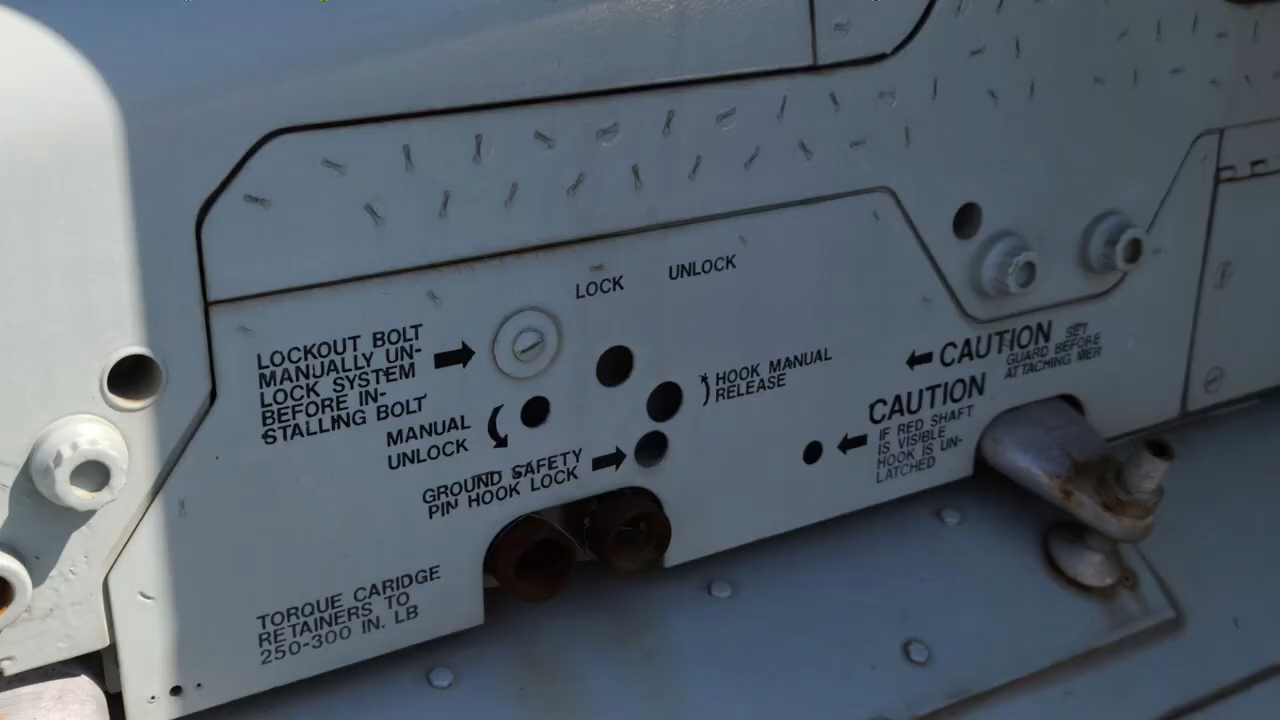 LOCK
UNLOCK
LOCKOUT BOLT
MANUALLY UN-
LOCK SYSTEM
BEFORE IN-
STALLING BOLT
MANUAL
UNLOCK
GROUND SAFETY
PIN HOOK LOCK
HOOK MANUAL
RELEASE
CAUTION SET
GUARD BEFORE
ATTACHING MER
CAUTION
IF RED SHAFT
IS VISIBLE
HOOK IS UN-
LATCHED
TORQUE CARIDGE
RETAINERS TO
250-300 IN. LB